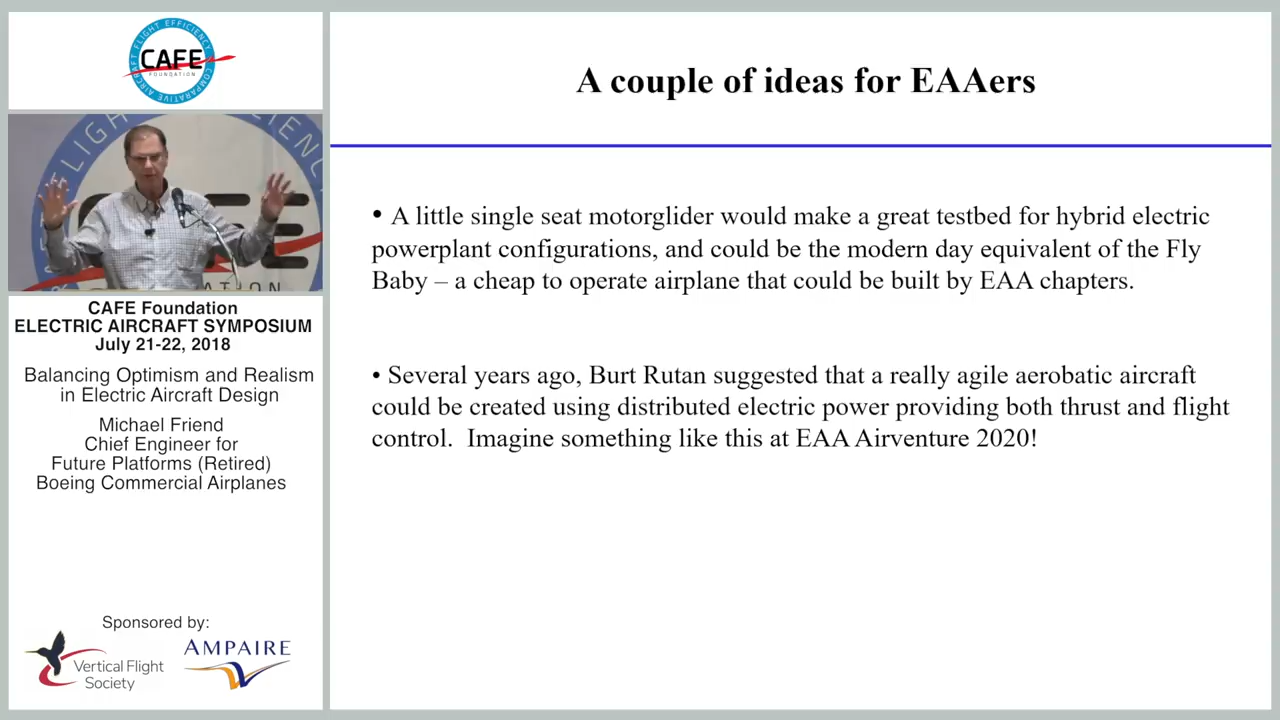 AIRCRAFT FLIGHT EFFICIENCY
CAFE
FOUNDATION
COMPARATIVE
CAFE Foundation
ELECTRIC AIRCRAFT SYMPOSIUM
July 21-22, 2018
Balancing Optimism and Realism
in Electric Aircraft Design
Michael Friend
Chief Engineer for
Future Platforms (Retired)
Boeing Commercial Airplanes
Sponsored by:
Vertical Flight
Society
AMPAIRE
A couple of ideas for EAAers
• A little single seat motorglider would make a great testbed for hybrid electric
powerplant configurations, and could be the modern day equivalent of the Fly
Baby – a cheap to operate airplane that could be built by EAA chapters.
• Several years ago, Burt Rutan suggested that a really agile aerobatic aircraft
could be created using distributed electric power providing both thrust and flight
control.  Imagine something like this at EAA Airventure 2020!